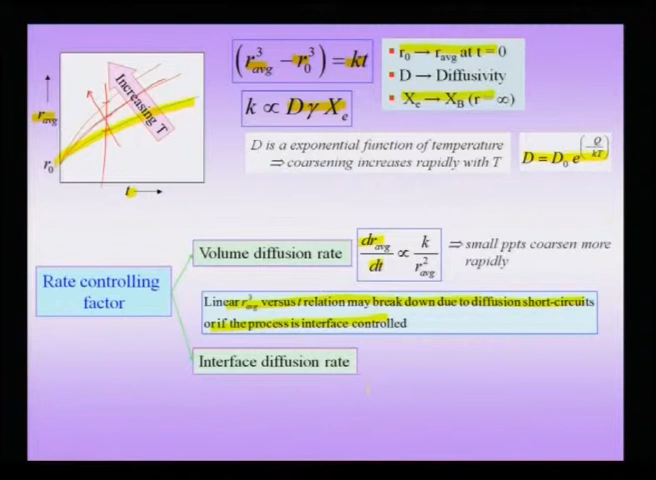 (r³avg − r³0) = kt
r0 → ravg at t = 0
D → Diffusivity
Xe → XB (r = ∞)
k ∝ D γ Xe
Increasing T
ravg
r0
t
D is a exponential function of temperature
⇒ coarsening increases rapidly with T
D = D0 e^(Q/kT)
Rate controlling
factor
Volume diffusion rate
dravg/dt ∝ k/r²avg
⇒ small ppts coarsen more
rapidly
Linear r³avg versus t relation may break down due to diffusion short-circuits
or if the process is interface controlled
Interface diffusion rate